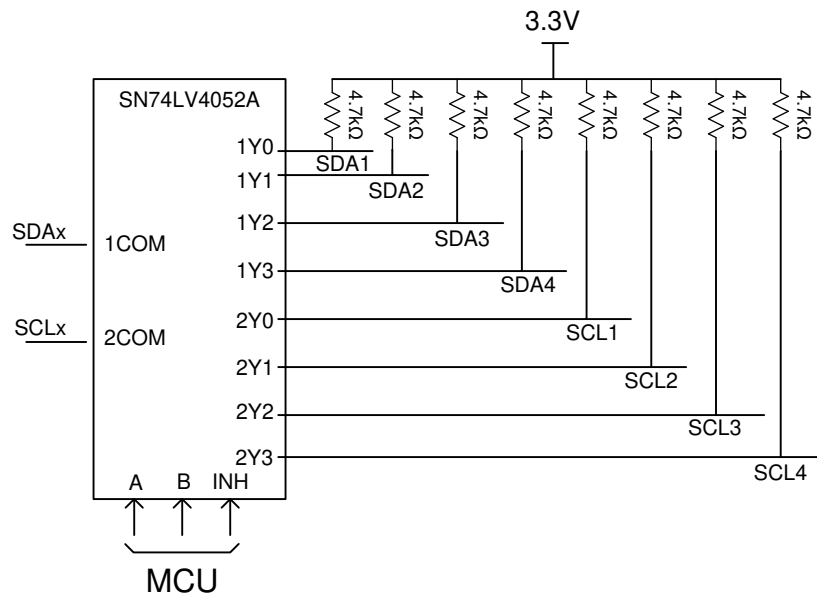 3.3V
SN74LV4052A
4.7kΩ
4.7kΩ
4.7kΩ
4.7kΩ
4.7kΩ
4.7kΩ
4.7kΩ
4.7kΩ
1Y0
SDA1
1Y1
SDA2
1Y2
SDA3
SDAx
1COM
1Y3
SDA4
2Y0
SCL1
SCLx
2COM
2Y1
SCL2
2Y2
SCL3
2Y3
SCL4
A B INH
MCU